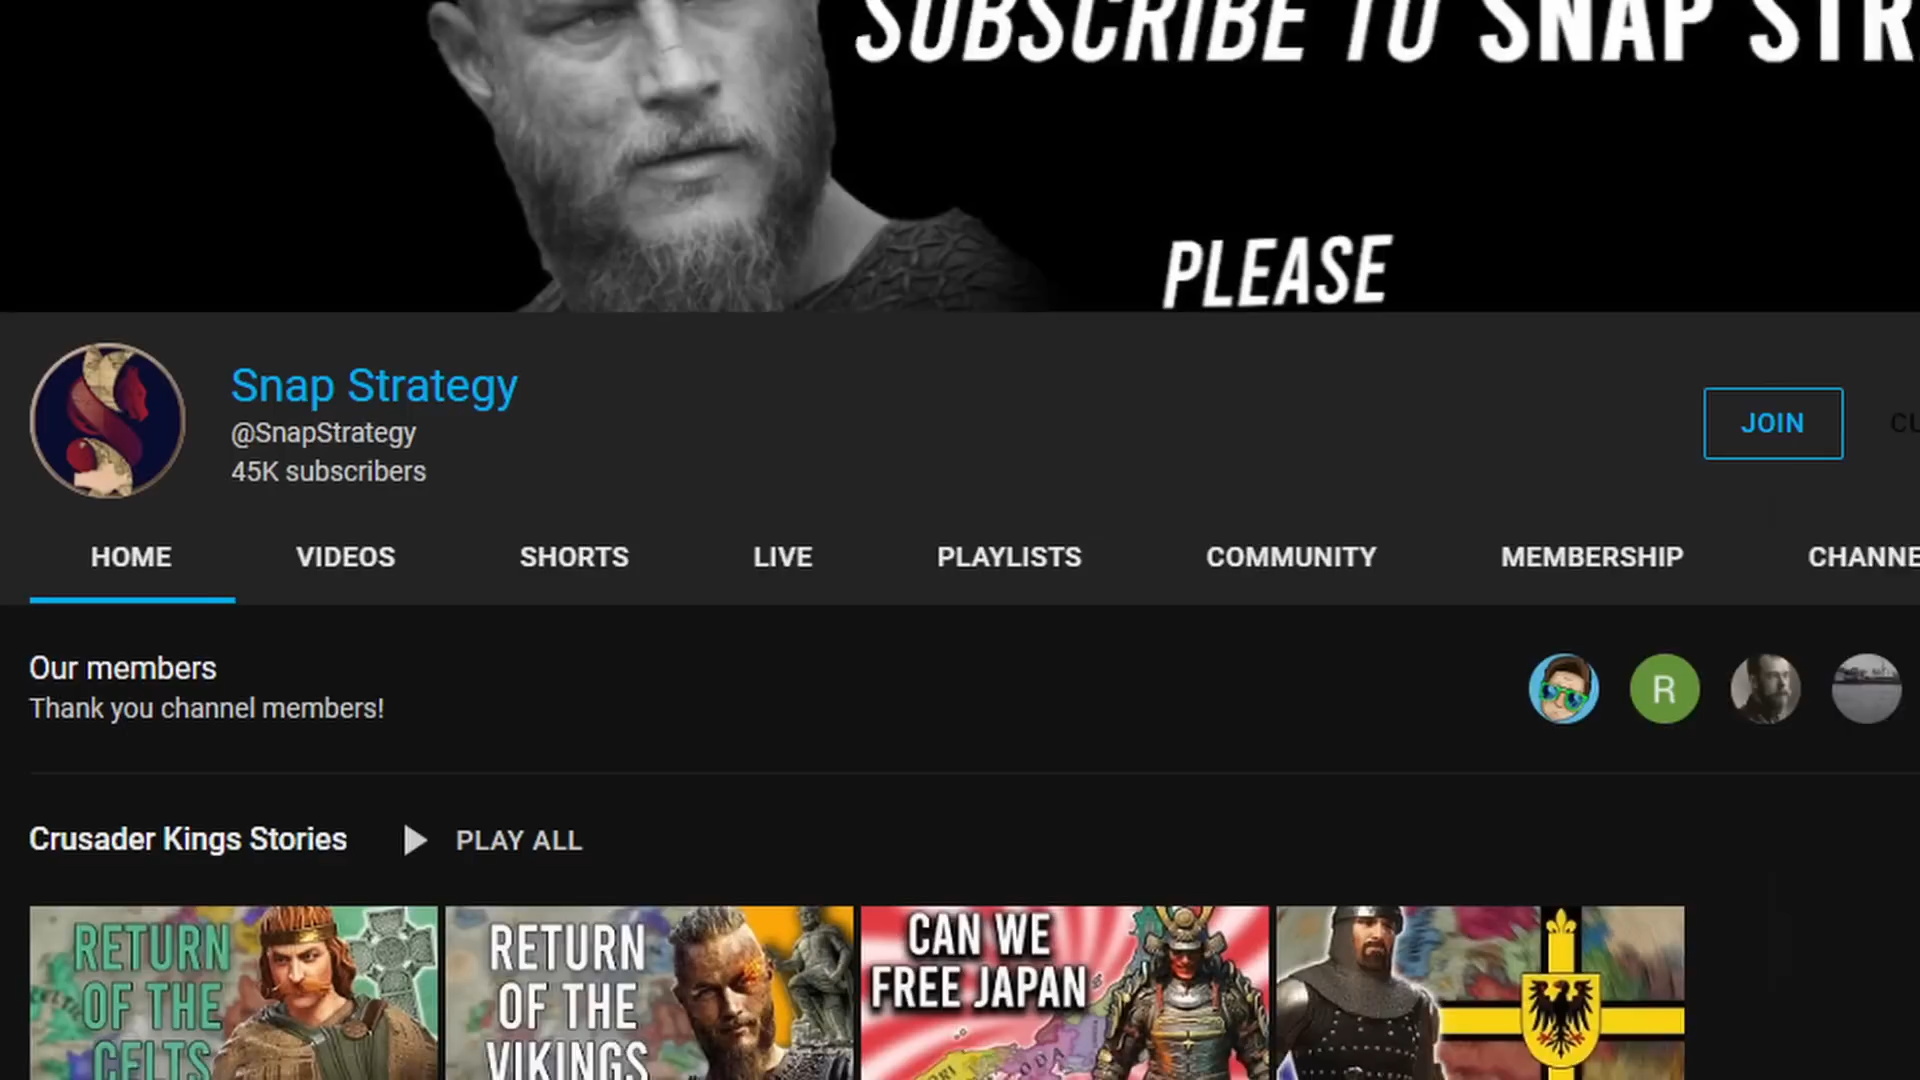 SUBSCRIBE TO SNAP STR
PLEASE
Snap Strategy
@SnapStrategy
45K subscribers
JOIN
CU
HOME VIDEOS SHORTS LIVE PLAYLISTS COMMUNITY MEMBERSHIP CHANNE
Our members
Thank you channel members!
R
Crusader Kings Stories PLAY ALL
RETURN
OF THE
CELTS
RETURN
OF THE
VIKINGS
CAN WE
FREE JAPAN
ODA